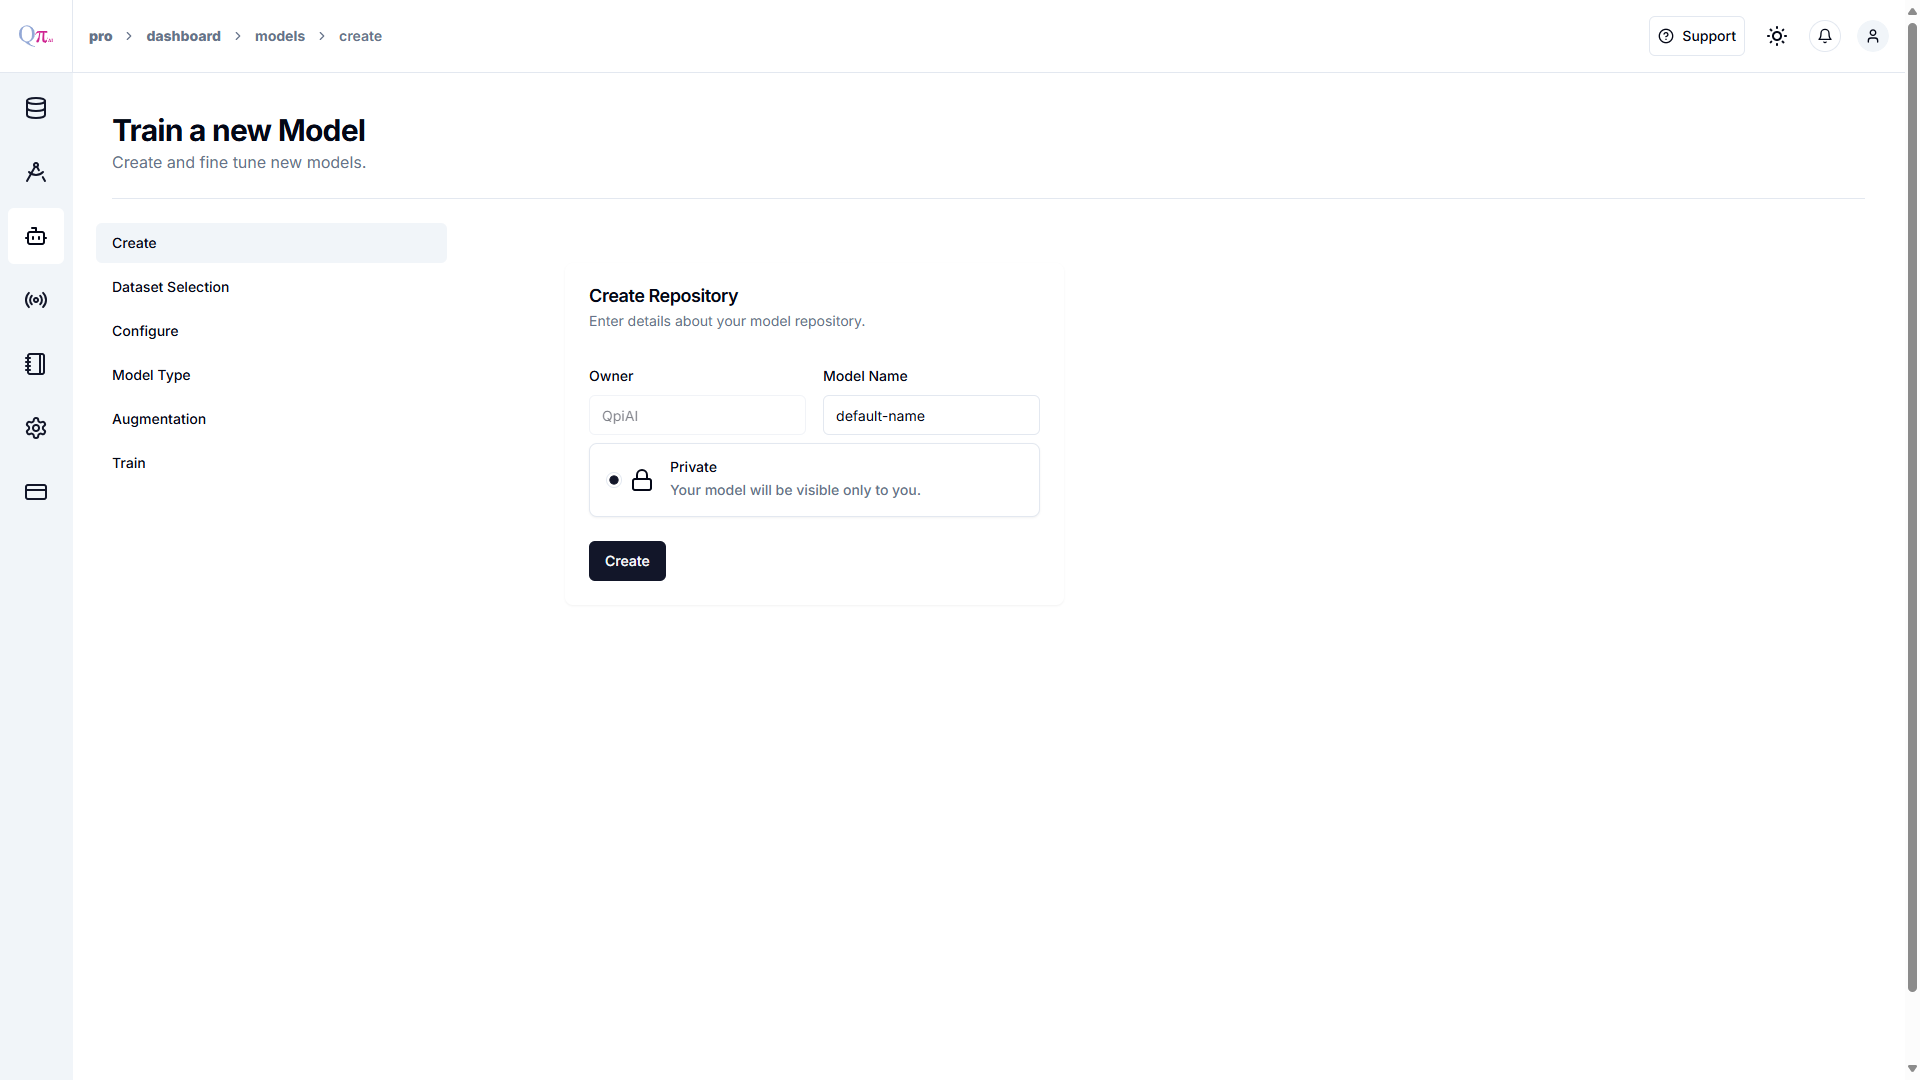 QπAI
pro > dashboard > models > create
Support
Train a new Model
Create and fine tune new models.
Create
Dataset Selection
Configure
Model Type
Augmentation
Train
Create Repository
Enter details about your model repository.
Owner
Model Name
QpiAI
default-name
Private
Your model will be visible only to you.
Create